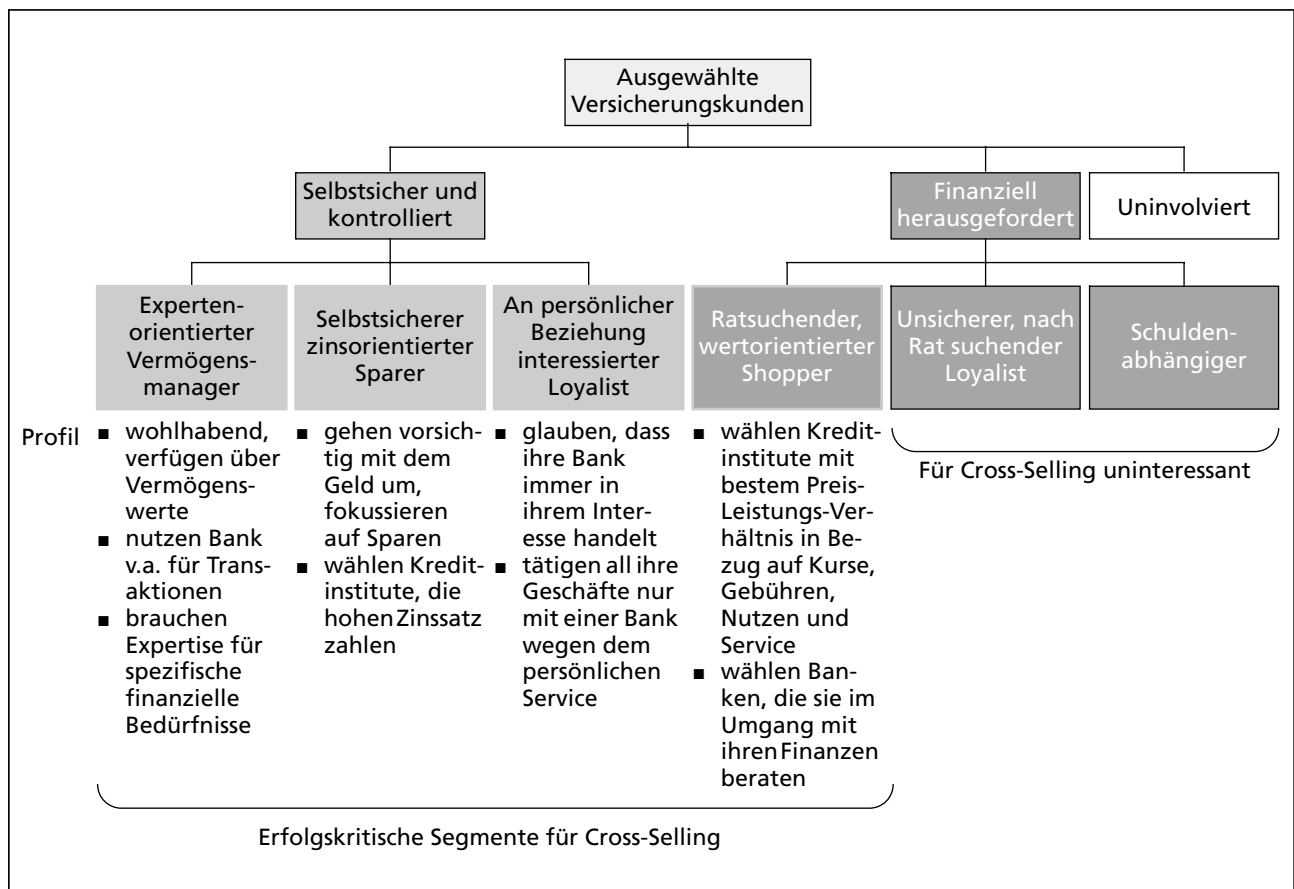 Ausgewählte
Versicherungskunden
Selbstsicher und
kontrolliert
Finanziell
herausgefordert
Uninvolviert
Experten-
orientierter
Vermögens-
manager
Selbstsicherer
zinsorientierter
Sparer
An persönlicher
Beziehung
interessierter
Loyalist
Ratsuchender,
wertorientierter
Shopper
Unsicherer, nach
Rat suchender
Loyalist
Schulden-
abhängiger
Profil
■ wohlhabend,
verfügen über
Vermögens-
werte
■ nutzen Bank
v.a. für Trans-
aktionen
■ brauchen
Expertise für
spezifische
finanzielle
Bedürfnisse
■ gehen vorsich-
tig mit dem
Geld um,
fokussieren
auf Sparen
■ wählen Kredit-
institute, die
hohen Zinssatz
zahlen
■ glauben, dass
ihre Bank
immer in
ihrem Inter-
esse handelt
■ tätigen all ihre
Geschäfte nur
mit einer Bank
wegen dem
persönlichen
Service
■ wählen Kredit-
institute mit
bestem Preis-
Leistungs-Ver-
hältnis in Be-
zug auf Kurse,
Gebühren,
Nutzen und
Service
■ wählen Ban-
ken, die sie im
Umgang mit
ihren Finanzen
beraten
Für Cross-Selling uninteressant
Erfolgskritische Segmente für Cross-Selling